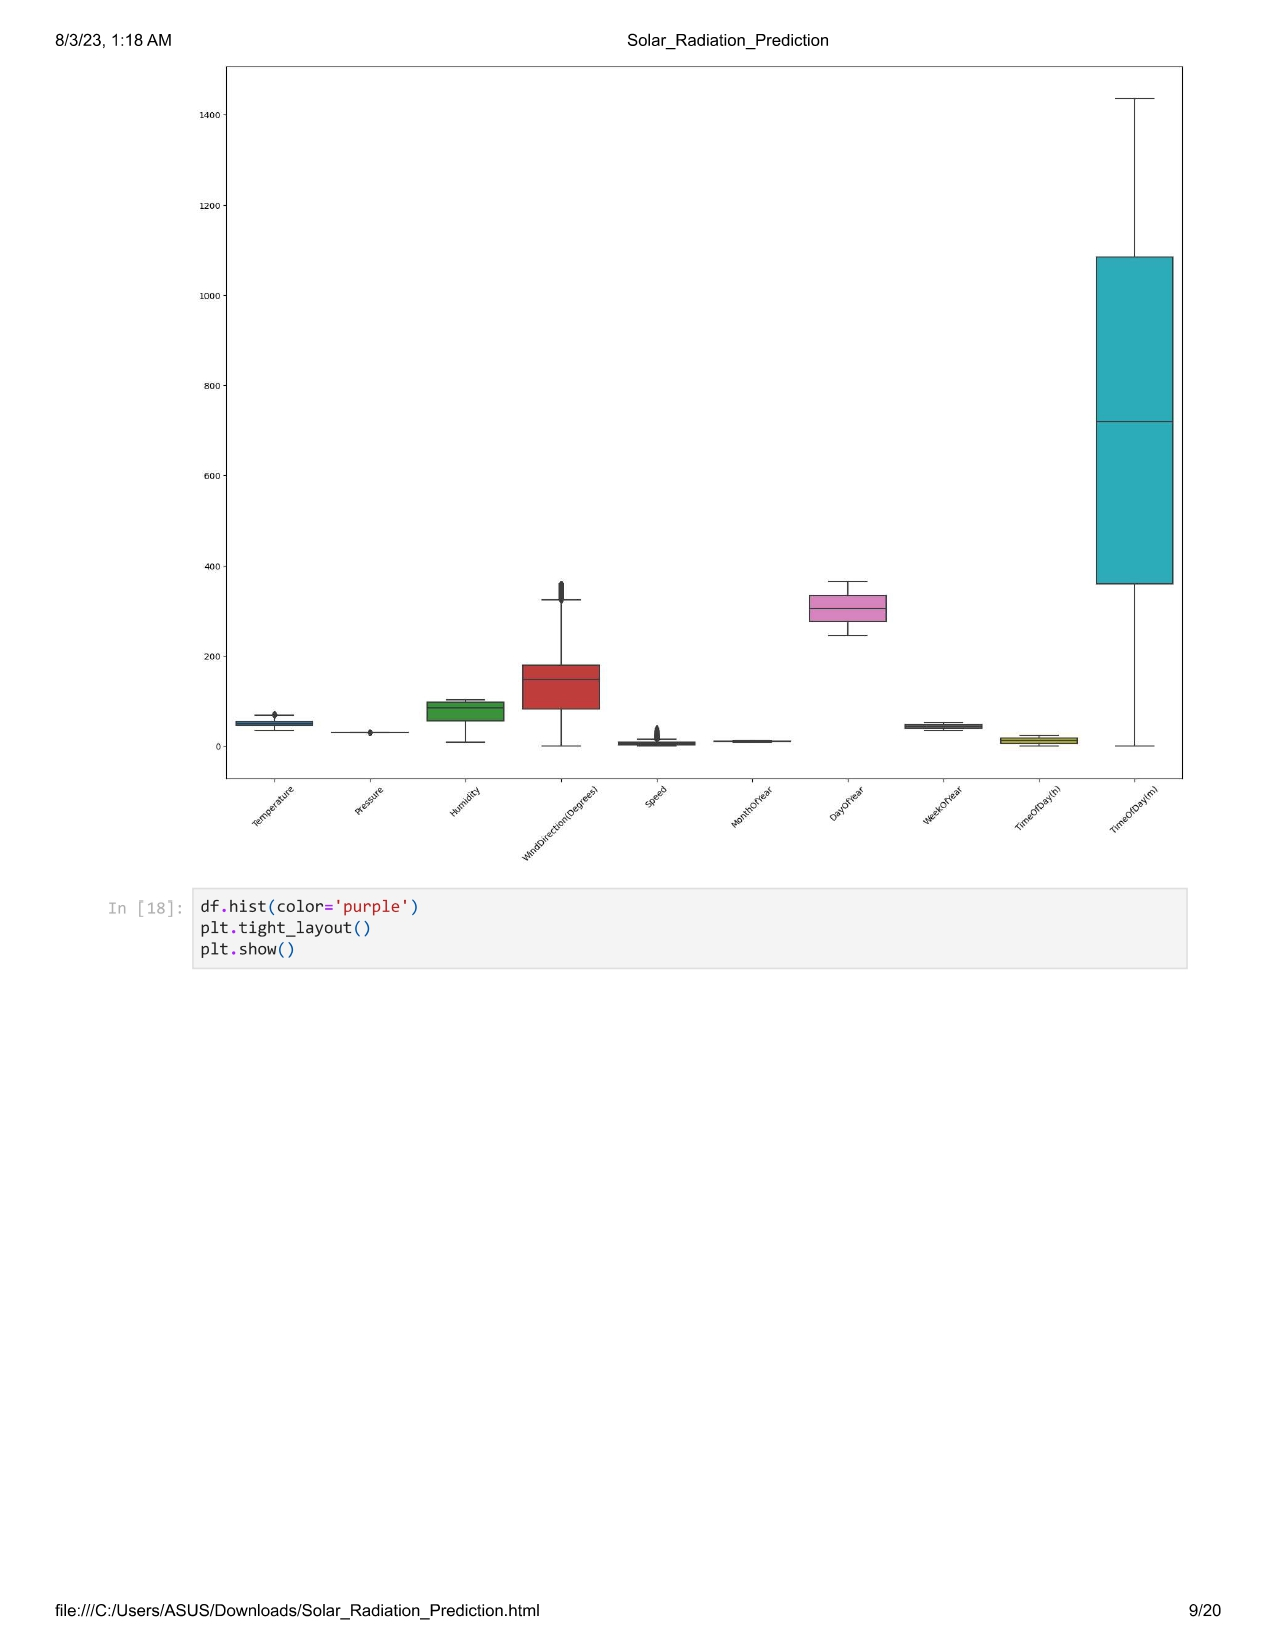 8/3/23, 1:18 AM Solar_Radiation_Prediction
1400
1200
1000
800
600
400
200
0
Temperature
Pressure
Humidity
WindDirection(Degrees)
Speed
MonthOfYear
DayOfYear
WeekOfYear
TimeOfDay(h)
TimeOfDay(m)
In [18]: df.hist(color='purple')
plt.tight_layout()
plt.show()
file:///C:/Users/ASUS/Downloads/Solar_Radiation_Prediction.html 9/20